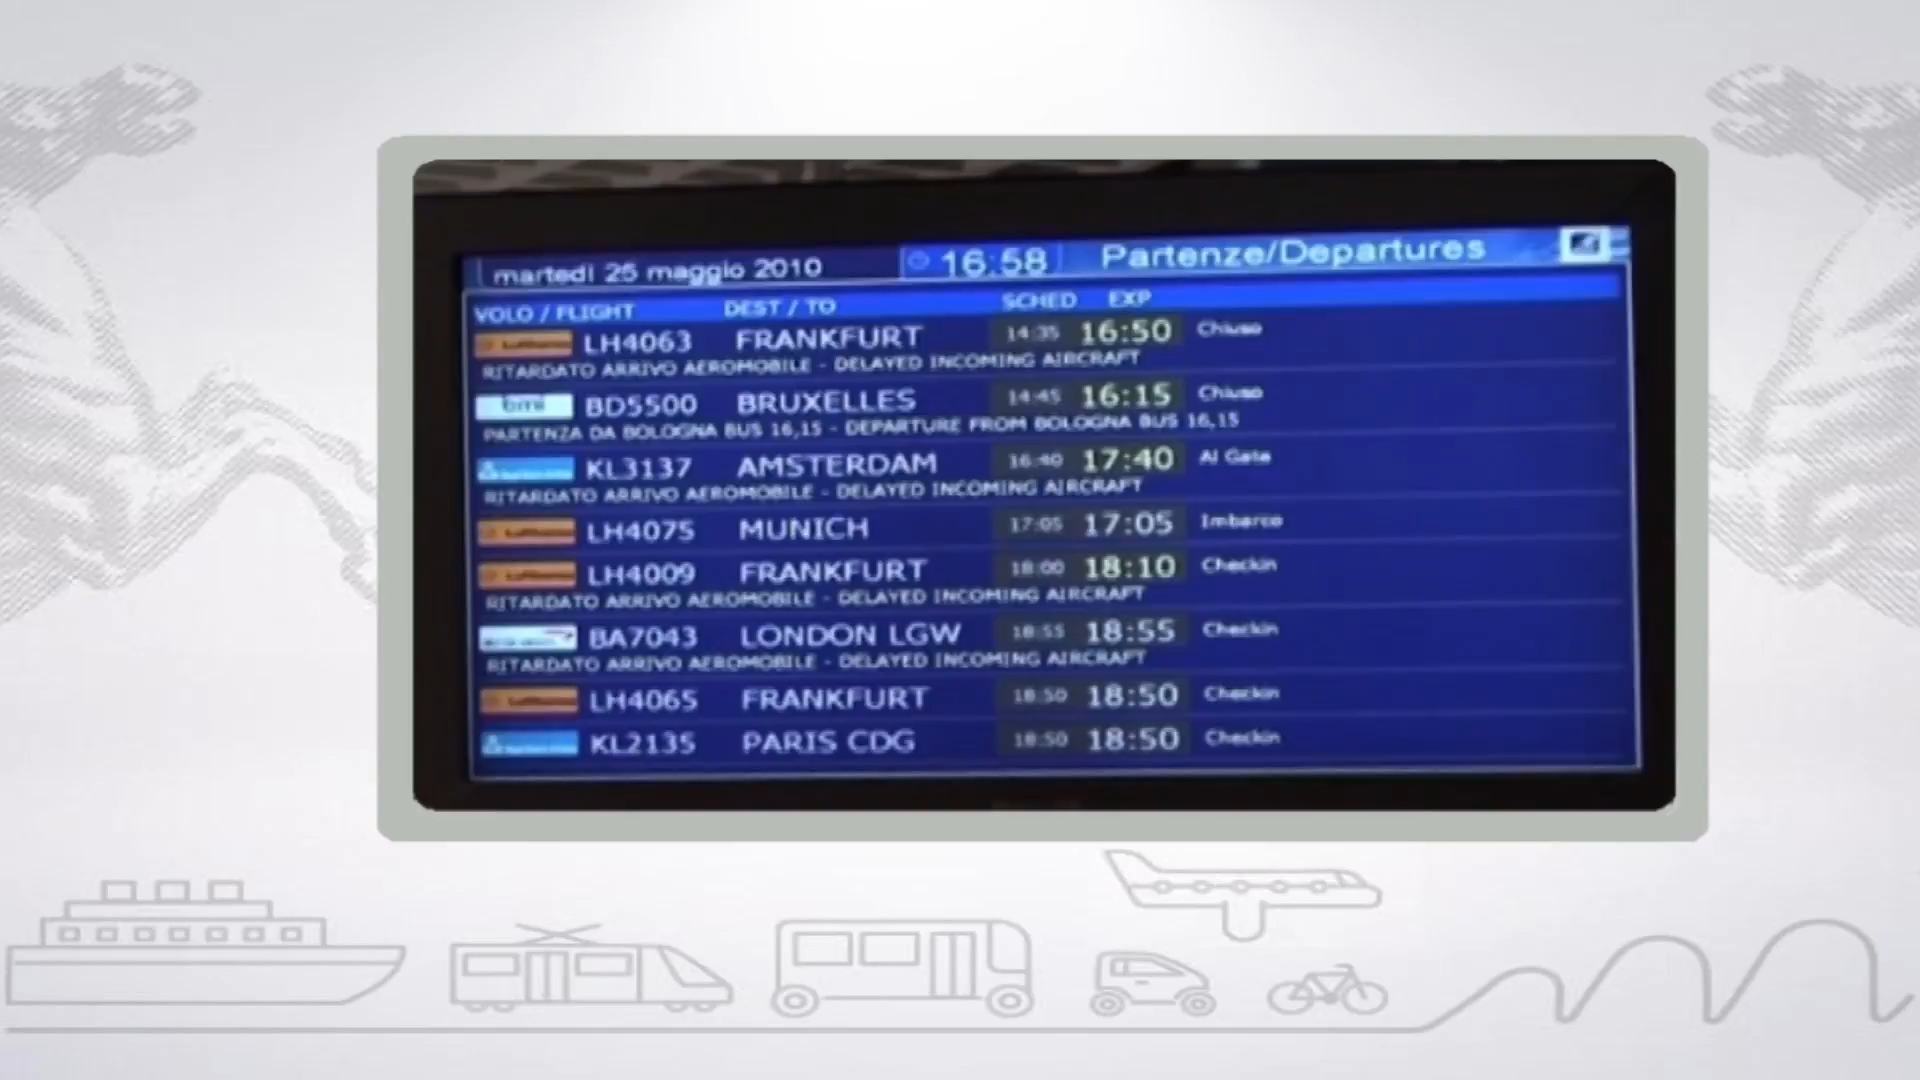 martedì 25 maggio 2010 16:58 Partenze/Departures
VOLO / FLIGHT DEST / TO SCHED EXP
LH4063 FRANKFURT 14:35 16:50 Chiuso
RITARDATO ARRIVO AEROMOBILE - DELAYED INCOMING AIRCRAFT
bmi BD5500 BRUXELLES 14:45 16:15 Chiuso
PARTENZA DA BOLOGNA BUS 16,15 - DEPARTURE FROM BOLOGNA BUS 16,15
KL3137 AMSTERDAM 16:40 17:40 Al Gate
RITARDATO ARRIVO AEROMOBILE - DELAYED INCOMING AIRCRAFT
LH4075 MUNICH 17:05 17:05 Imbarco
LH4009 FRANKFURT 18:00 18:10 Checkin
RITARDATO ARRIVO AEROMOBILE - DELAYED INCOMING AIRCRAFT
BA7043 LONDON LGW 18:55 18:55 Checkin
RITARDATO ARRIVO AEROMOBILE - DELAYED INCOMING AIRCRAFT
LH4065 FRANKFURT 18:50 18:50 Checkin
KL2135 PARIS CDG 18:50 18:50 Checkin